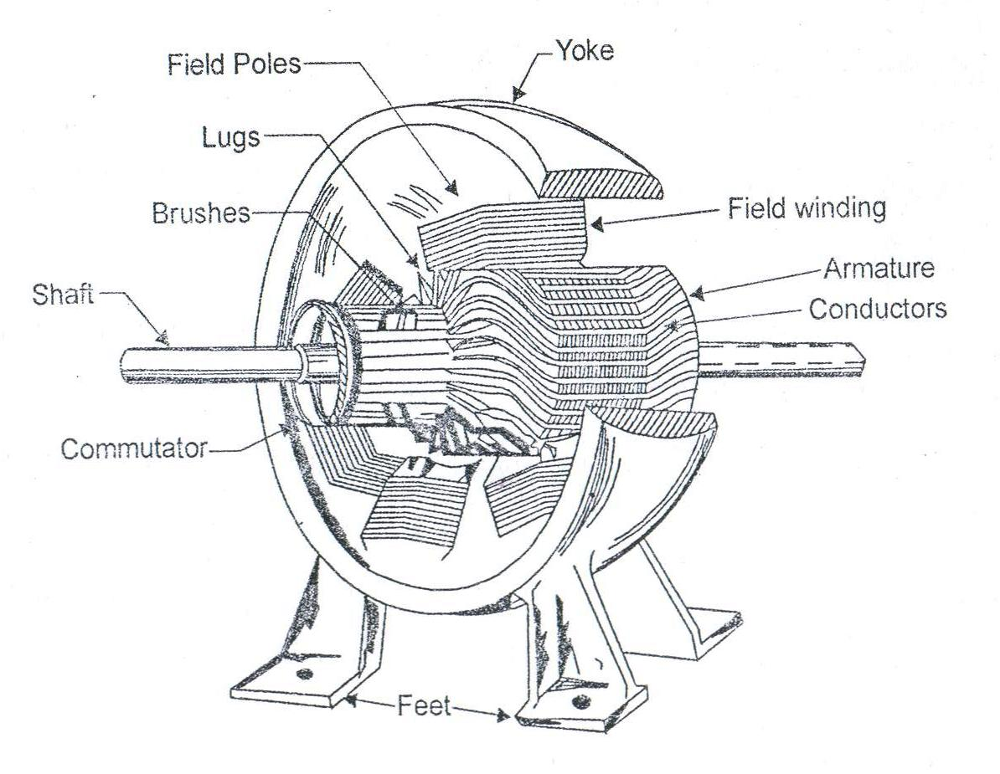 Yoke
Field Poles
Lugs
Brushes
Field winding
Armature
Shaft
Conductors
Commutator
Feet